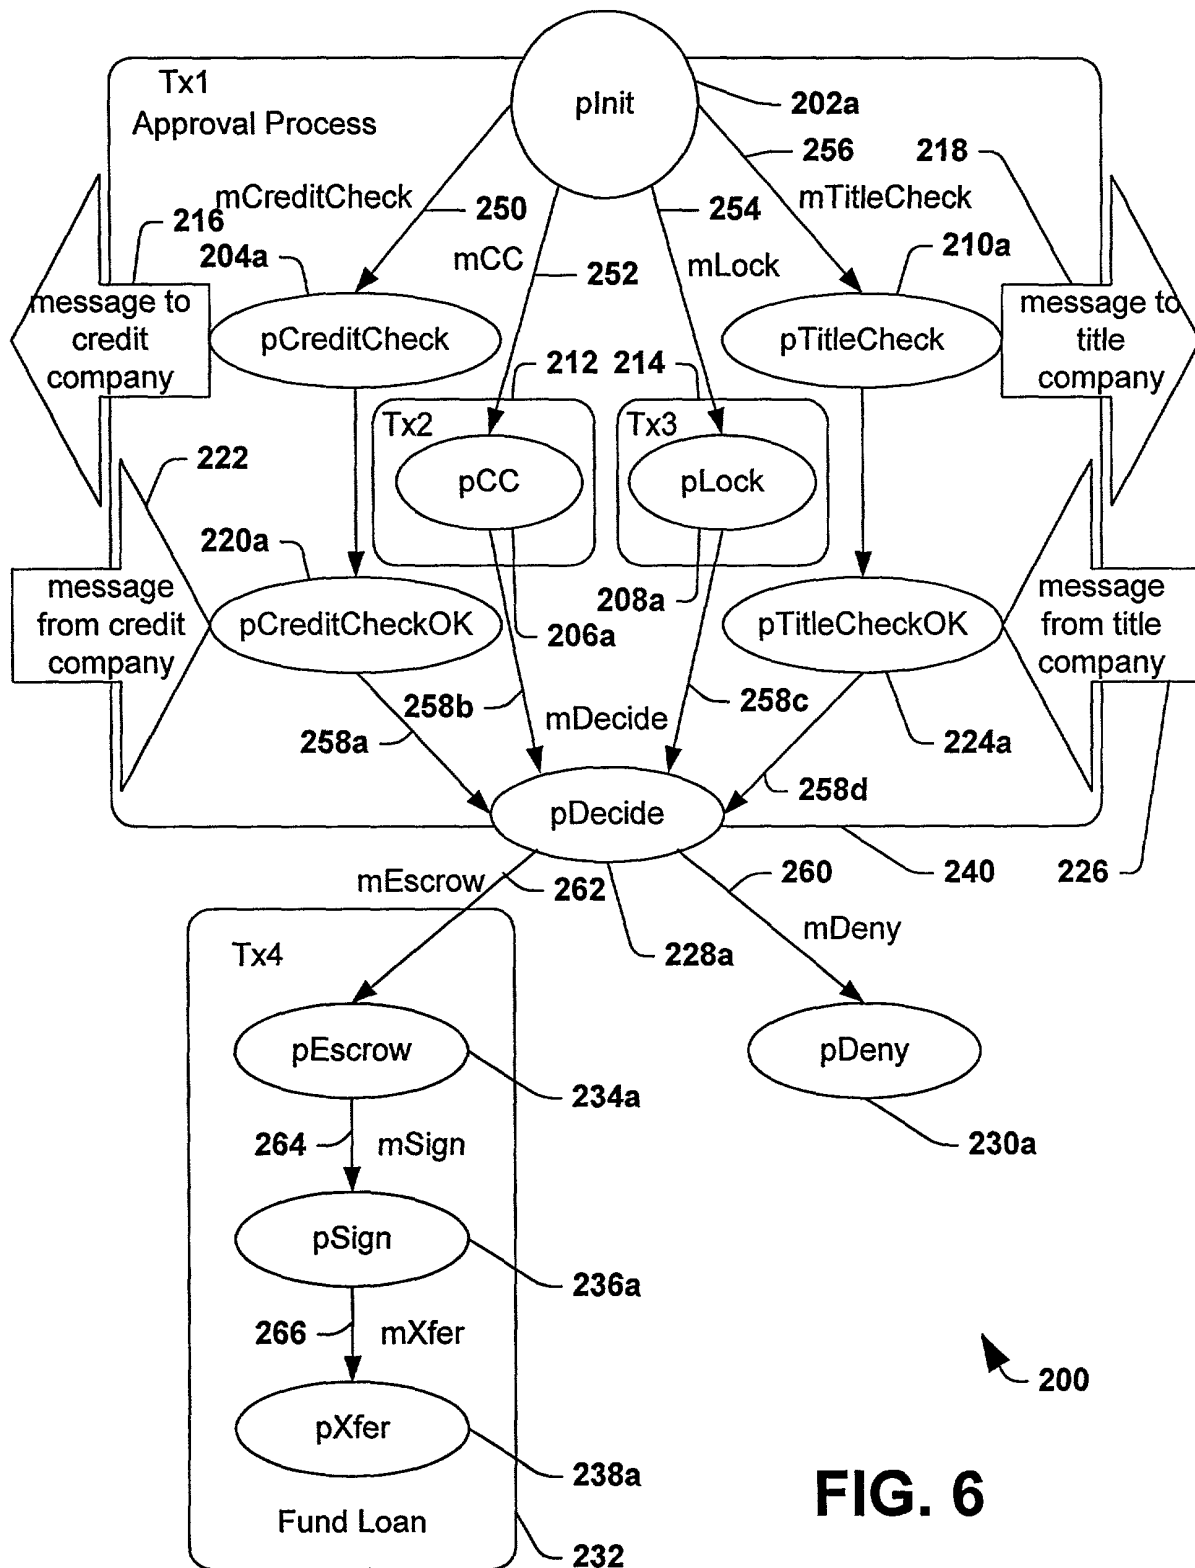 Tx1
pInit
202a
Approval Process
256
218
mCreditCheck
250
254
mTitleCheck
216
204a
mCC
252
mLock
210a
message to
credit
company
pCreditCheck
pTitleCheck
message to
title
company
212
214
Tx2
Tx3
222
pCC
pLock
220a
208a
message
from credit
company
pCreditCheckOK
206a
pTitleCheckOK
message
from title
company
258b
mDecide
258c
258a
224a
258d
pDecide
mEscrow
262
260
240
226
mDeny
Tx4
228a
pEscrow
pDeny
234a
264
mSign
230a
pSign
236a
266
mXfer
200
pXfer
238a
FIG. 6
Fund Loan
232